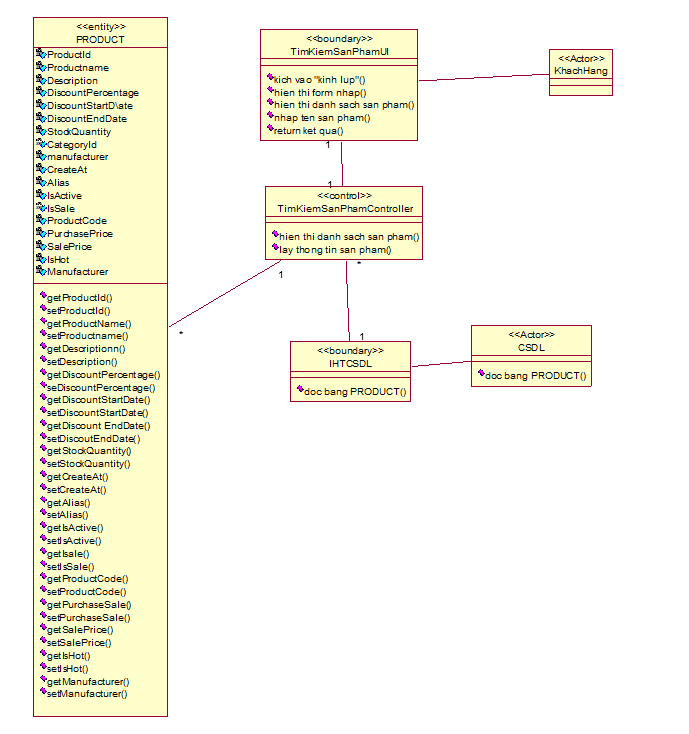 <<entity>>
PRODUCT
ProductId
Productname
Description
DiscountPercentage
DiscountStartD\ate
DiscountEndDate
StockQuantity
CategoryId
manufacturer
CreateAt
Alias
IsActive
IsSale
ProductCode
PurchasePrice
SalePrice
IsHot
Manufacturer
getProductId()
setProductId()
getProductName()
setProductname()
getDescriptionn()
setDescription()
getDiscountPercentage()
seDiscountPercentage()
getDiscountStartDate()
setDiscountStartDate()
getDiscount EndDate()
setDiscoutEndDate()
getStockQuantity()
setStockQuantity()
getCreateAt()
setCreateAt()
getAlias()
setAlias()
getIsActive()
setIsActive()
getIsale()
setIsSale()
getProductCode()
setProductCode()
getPurchaseSale()
setPurchaseSale()
getSalePrice()
setSalePrice()
getIsHot()
setIsHot()
getManufacturer()
setManufacturer()
<<boundary>>
TimKiemSanPhamUI
kich vao "kinh lup"()
hien thi form nhap()
hien thi danh sach san pham()
nhap ten san pham()
return ket qua()
<<Actor>>
KhachHang
1
1
<<control>>
TimKiemSanPhamController
hien thi danh sach san pham()
lay thong tin san pham()
1
*
*
1
<<boundary>>
IHTCSDL
doc bang PRODUCT()
<<Actor>>
CSDL
doc bang PRODUCT()